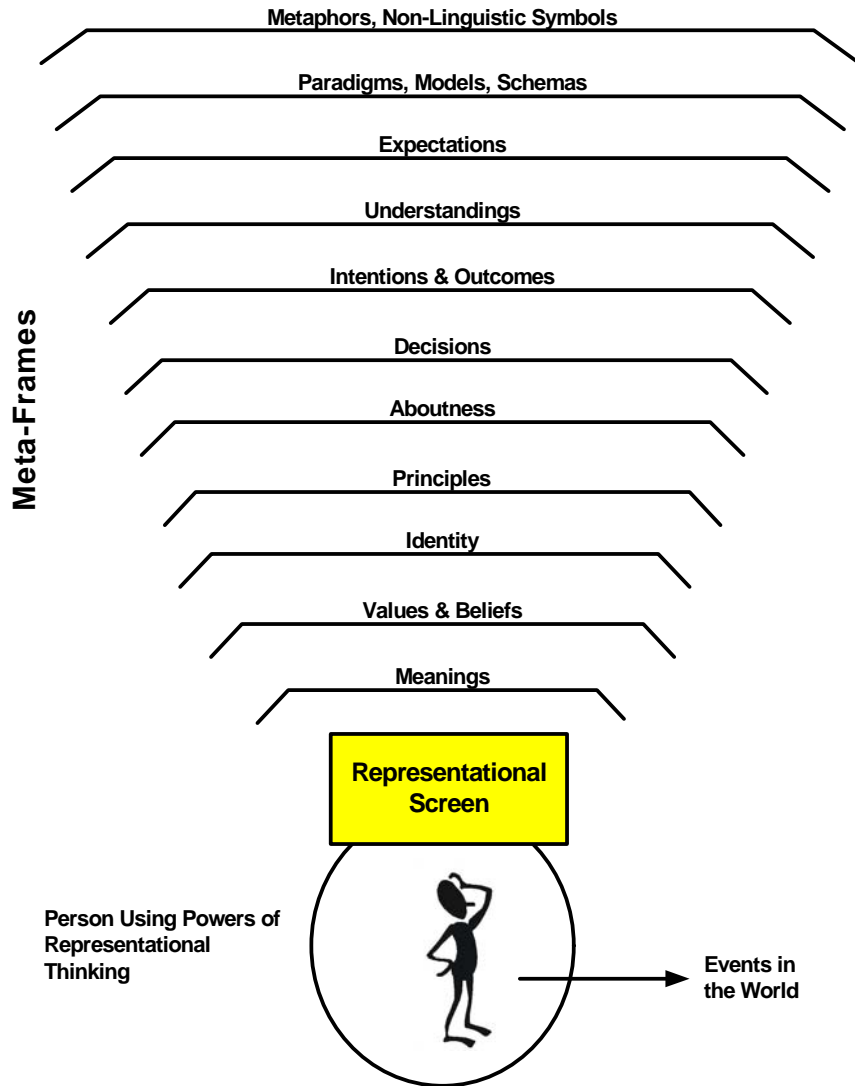 Metaphors, Non-Linguistic Symbols
Paradigms, Models, Schemas
Expectations
Understandings
Intentions & Outcomes
Decisions
Aboutness
Principles
Identity
Values & Beliefs
Meanings
Meta-Frames
Representational
Screen
Person Using Powers of
Representational
Thinking
Events in
the World